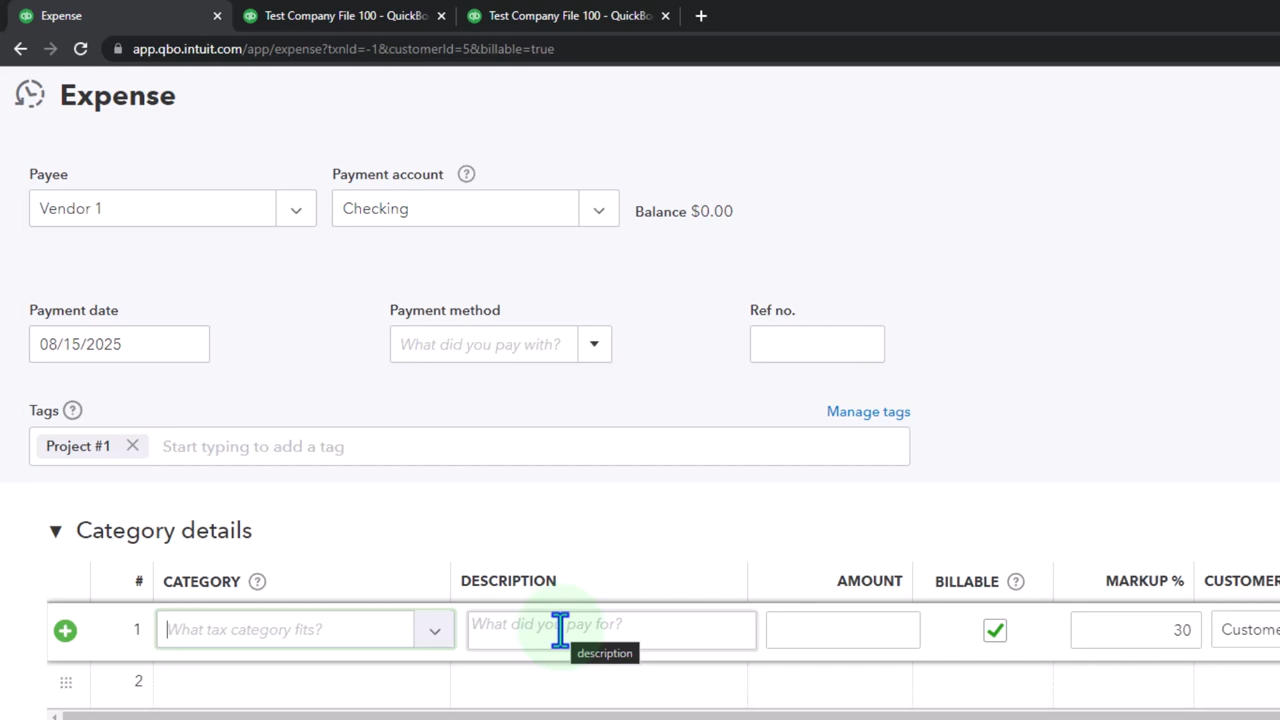 Expense
Test Company File 100 - QuickBo
Test Company File 100 - QuickBo
app.qbo.intuit.com/app/expense?txnId=-1&customerId=5&billable=true
Expense
Payee
Payment account
Vendor 1
Checking
Balance $0.00
Payment date
Payment method
Ref no.
08/15/2025
What did you pay with?
Tags
Manage tags
Project #1
Start typing to add a tag
Category details
# CATEGORY DESCRIPTION AMOUNT BILLABLE MARKUP % CUSTOMER
1 What tax category fits? What did you pay for? 30 Custome
description
2